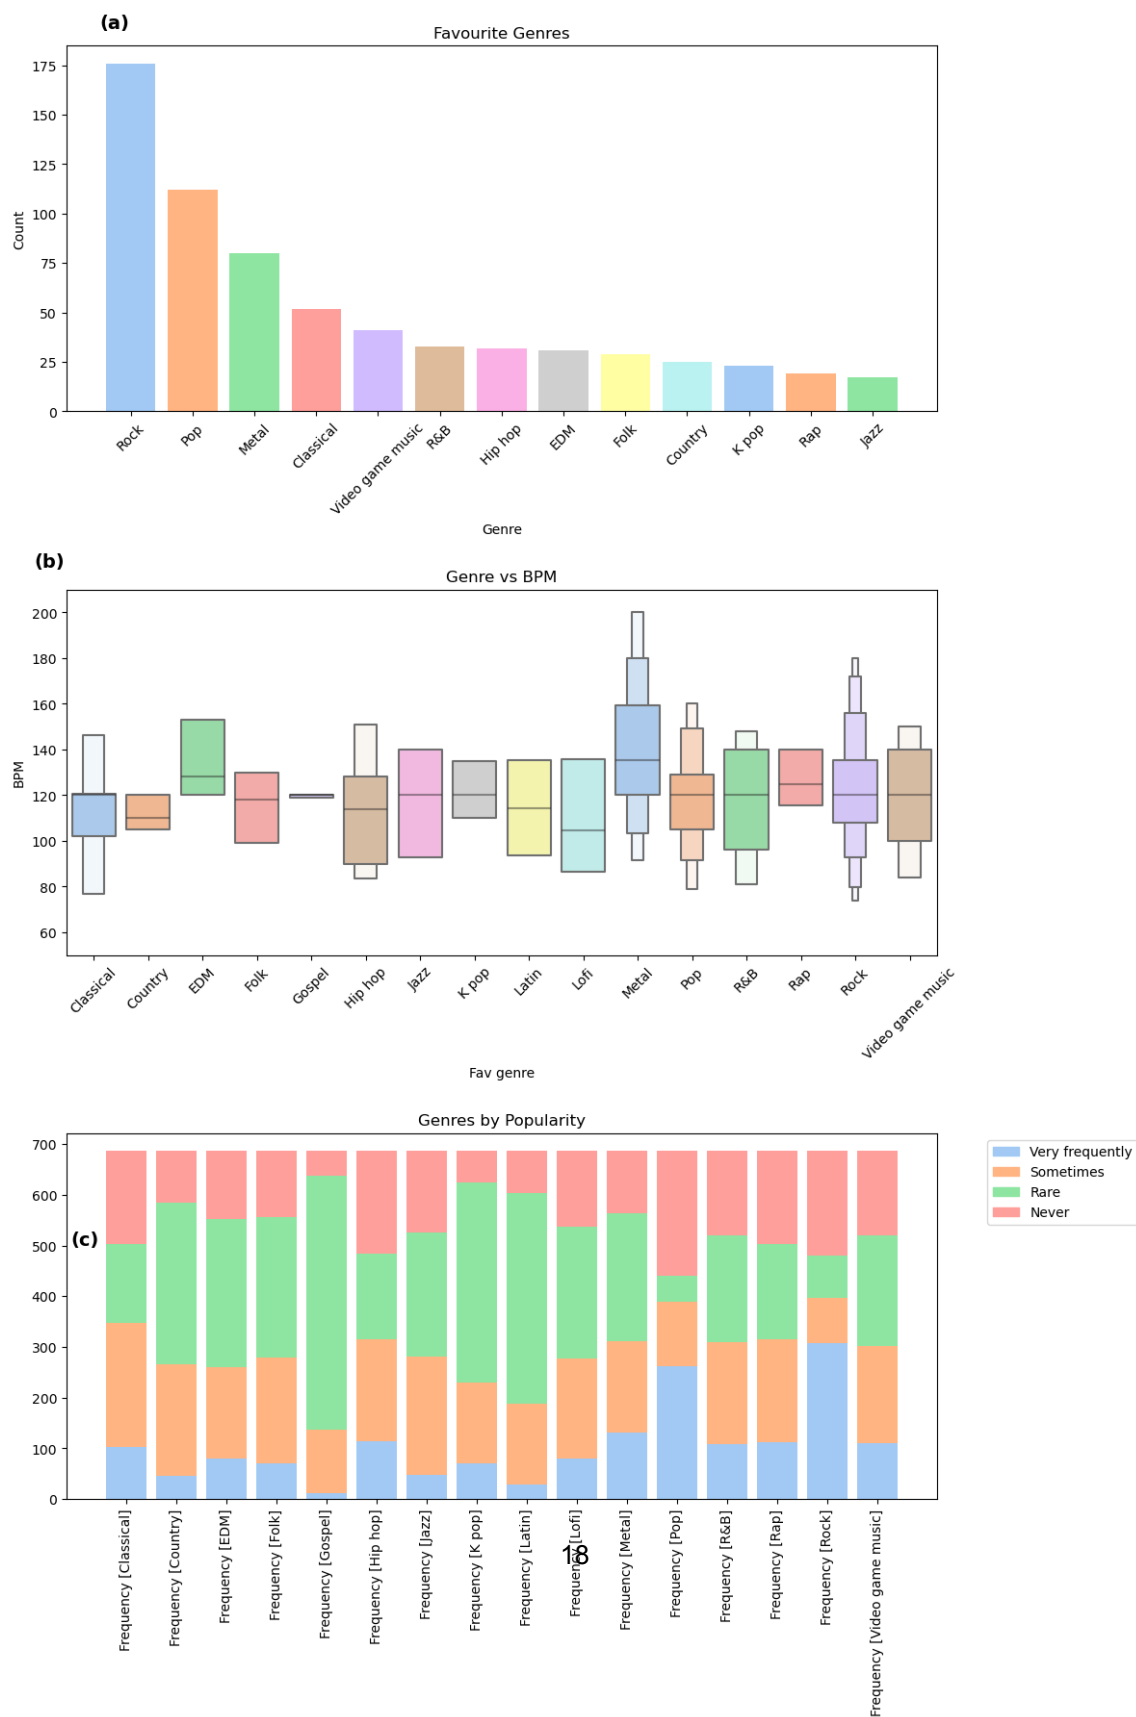 (a)
Favourite Genres
175
150
125
100
75
50
25
0
Count
Rock
Pop
Metal
Classical
Video game music
R&B
Hip hop
EDM
Folk
Country
K pop
Rap
Jazz
Genre
(b)
Genre vs BPM
200
180
160
140
120
100
80
60
BPM
Classical
Country
EDM
Folk
Gospel
Hip hop
Jazz
K pop
Latin
Lofi
Metal
Pop
R&B
Rap
Rock
Video game music
Fav genre
Genres by Popularity
700
600
500
400
300
200
100
0
(c)
Very frequently
Sometimes
Rare
Never
Frequency [Classical]
Frequency [Country]
Frequency [EDM]
Frequency [Folk]
Frequency [Gospel]
Frequency [Hip hop]
Frequency [Jazz]
Frequency [K pop]
Frequency [Latin]
Frequency [Lofi]
Frequency [Metal]
Frequency [Pop]
Frequency [R&B]
Frequency [Rap]
Frequency [Rock]
Frequency [Video game music]
18